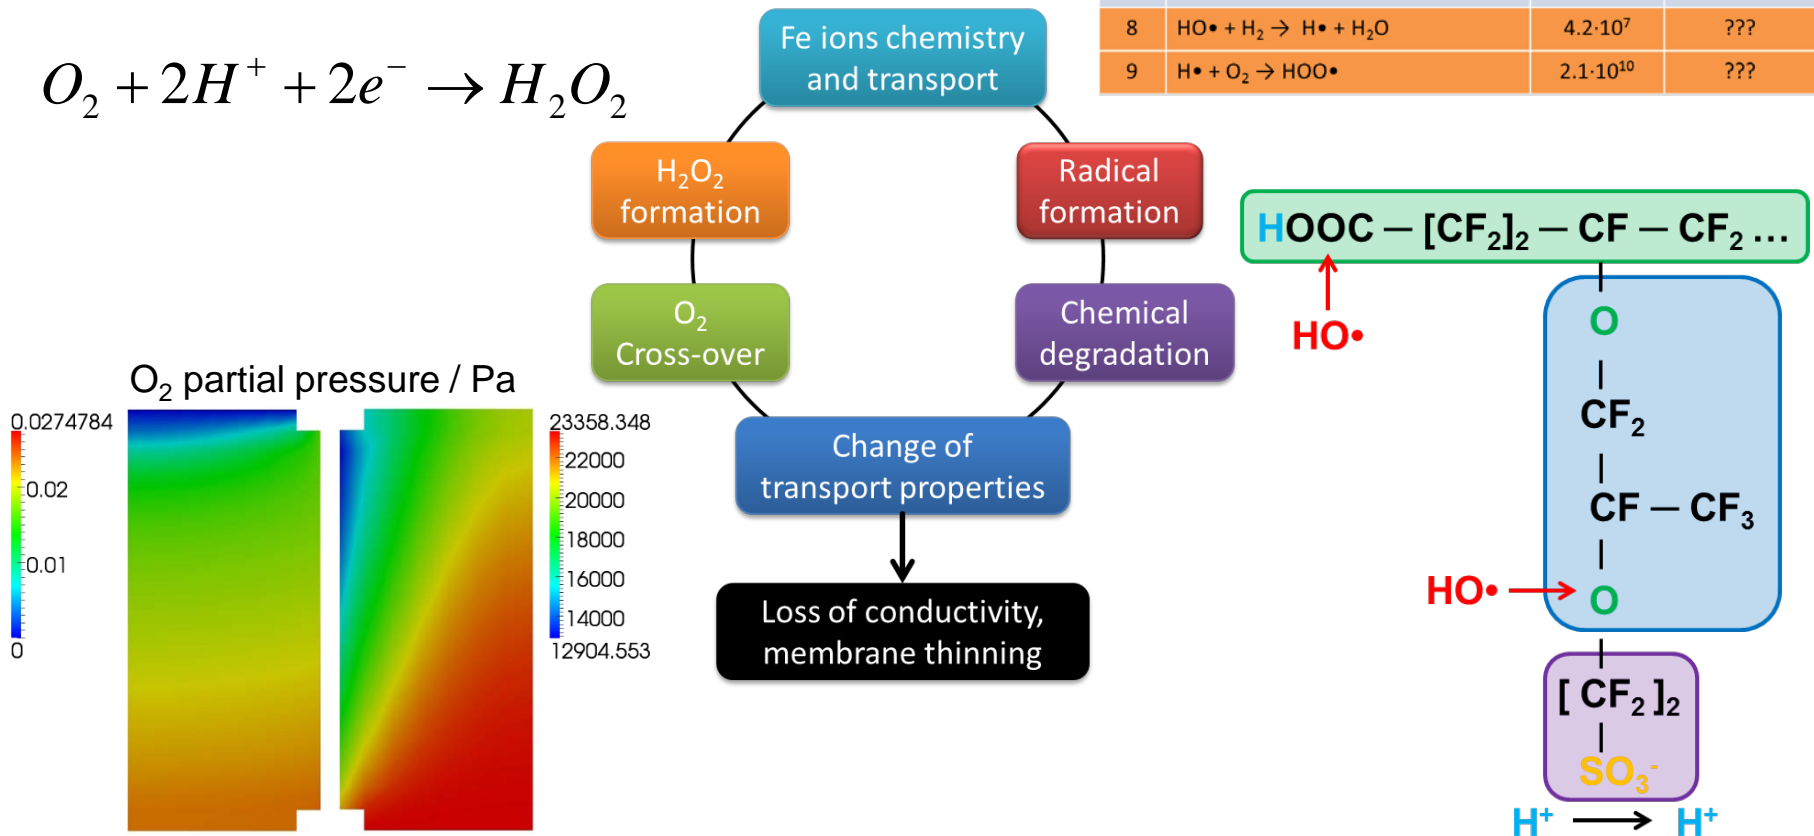 O₂ + 2H⁺ + 2e⁻ → H₂O₂
Fe ions chemistry
and transport
8 HO• + H₂ → H• + H₂O 4.2·10⁷ ???
9 H• + O₂ → HOO• 2.1·10¹⁰ ???
H₂O₂
formation
Radical
formation
O₂
Cross-over
Chemical
degradation
Change of
transport properties
Loss of conductivity,
membrane thinning
O₂ partial pressure / Pa
0.0274784
0.02
0.01
0
23358.348
22000
20000
18000
16000
14000
12904.553
HOOC — [CF₂]₂ — CF — CF₂ ...
HO•
O
CF₂
CF — CF₃
HO• → O
[ CF₂ ]₂
SO₃⁻
H⁺ → H⁺